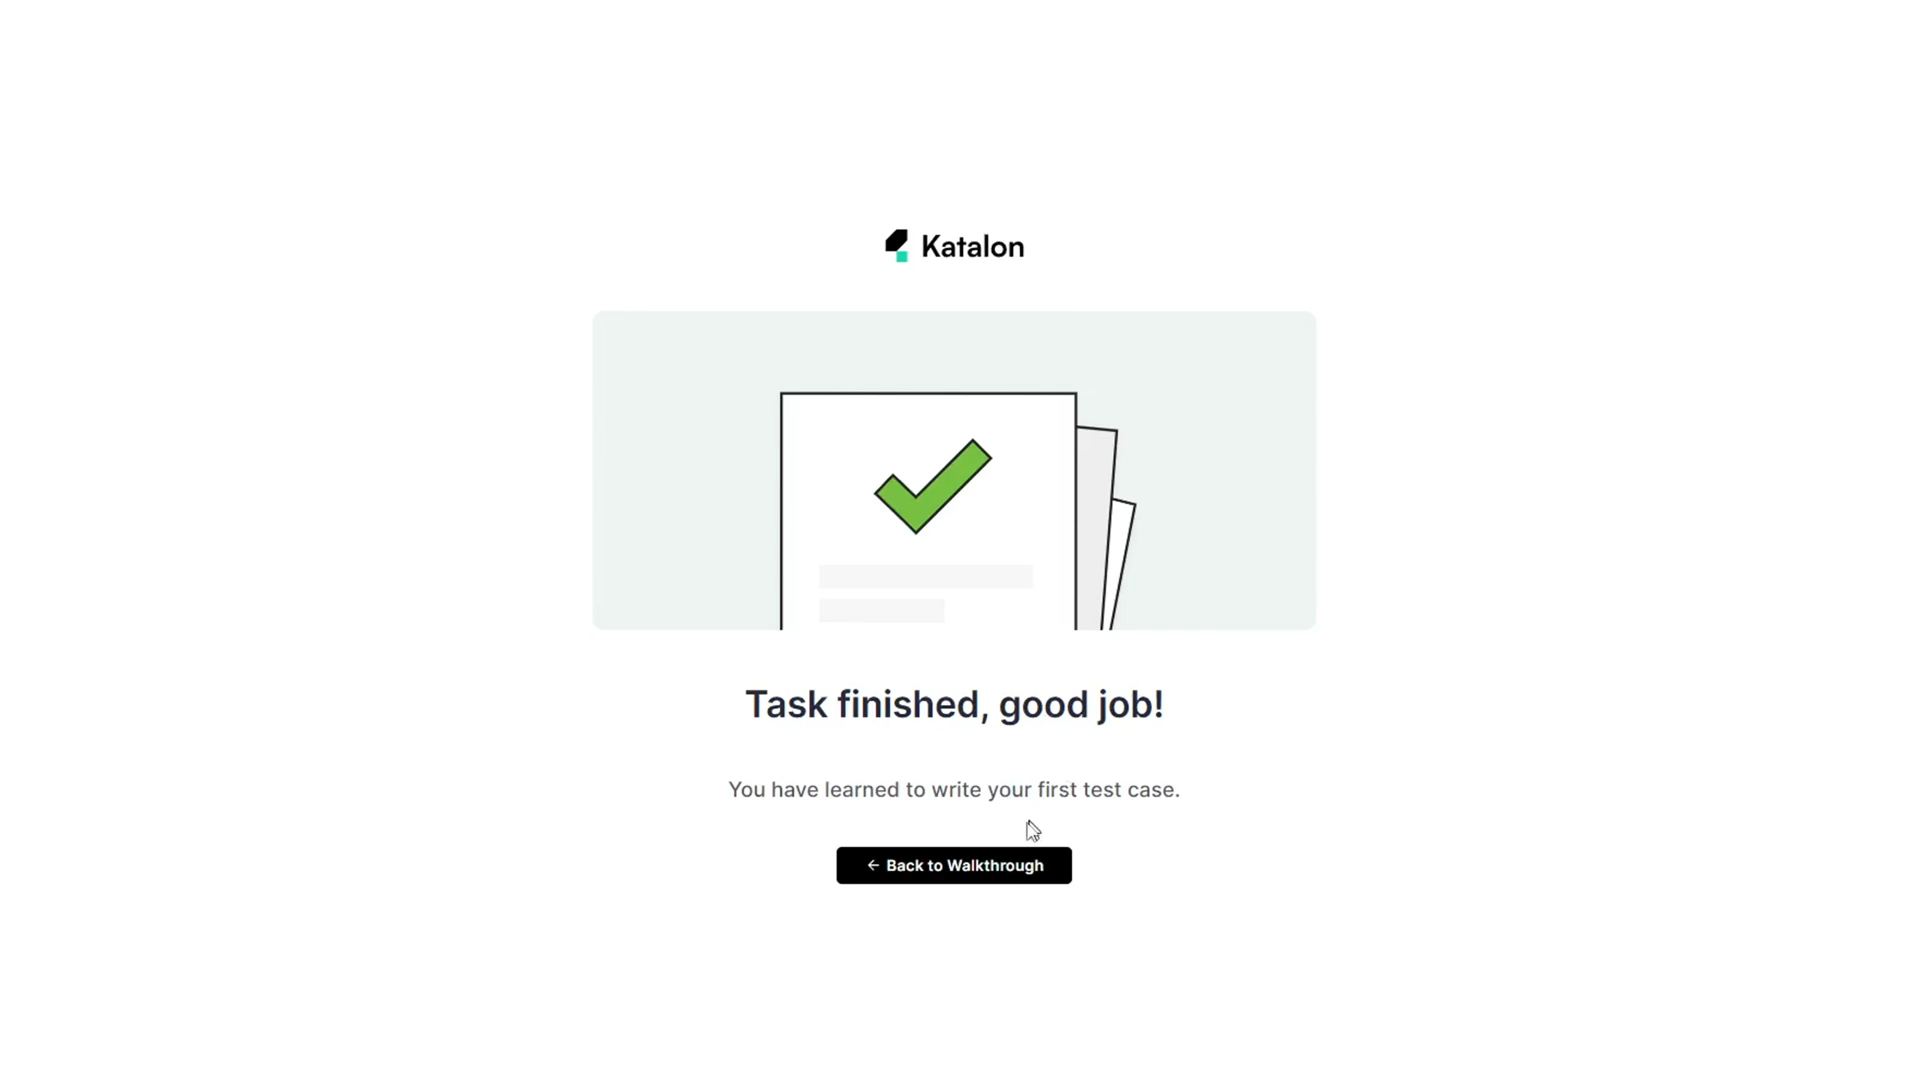 Katalon
Task finished, good job!
You have learned to write your first test case.
← Back to Walkthrough